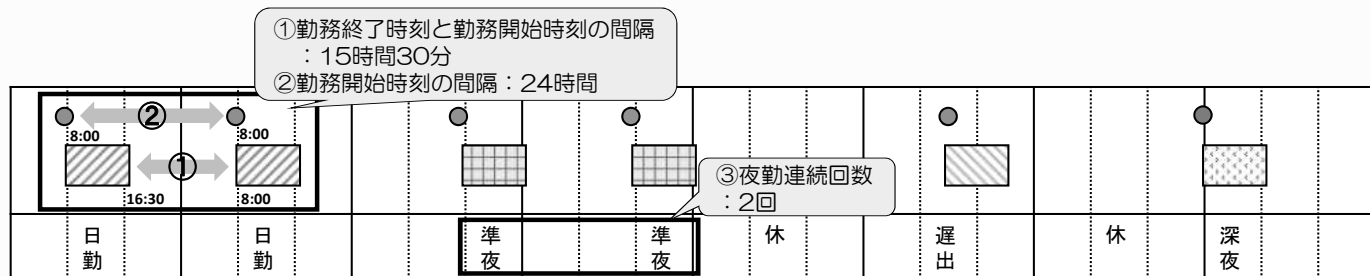 ①勤務終了時刻と勤務開始時刻の間隔
：15時間30分
②勤務開始時刻の間隔：24時間
②
8:00
8:00
①
16:30
8:00
③夜勤連続回数
：2回
日勤
日勤
準夜
準夜
休
遅出
休
深夜